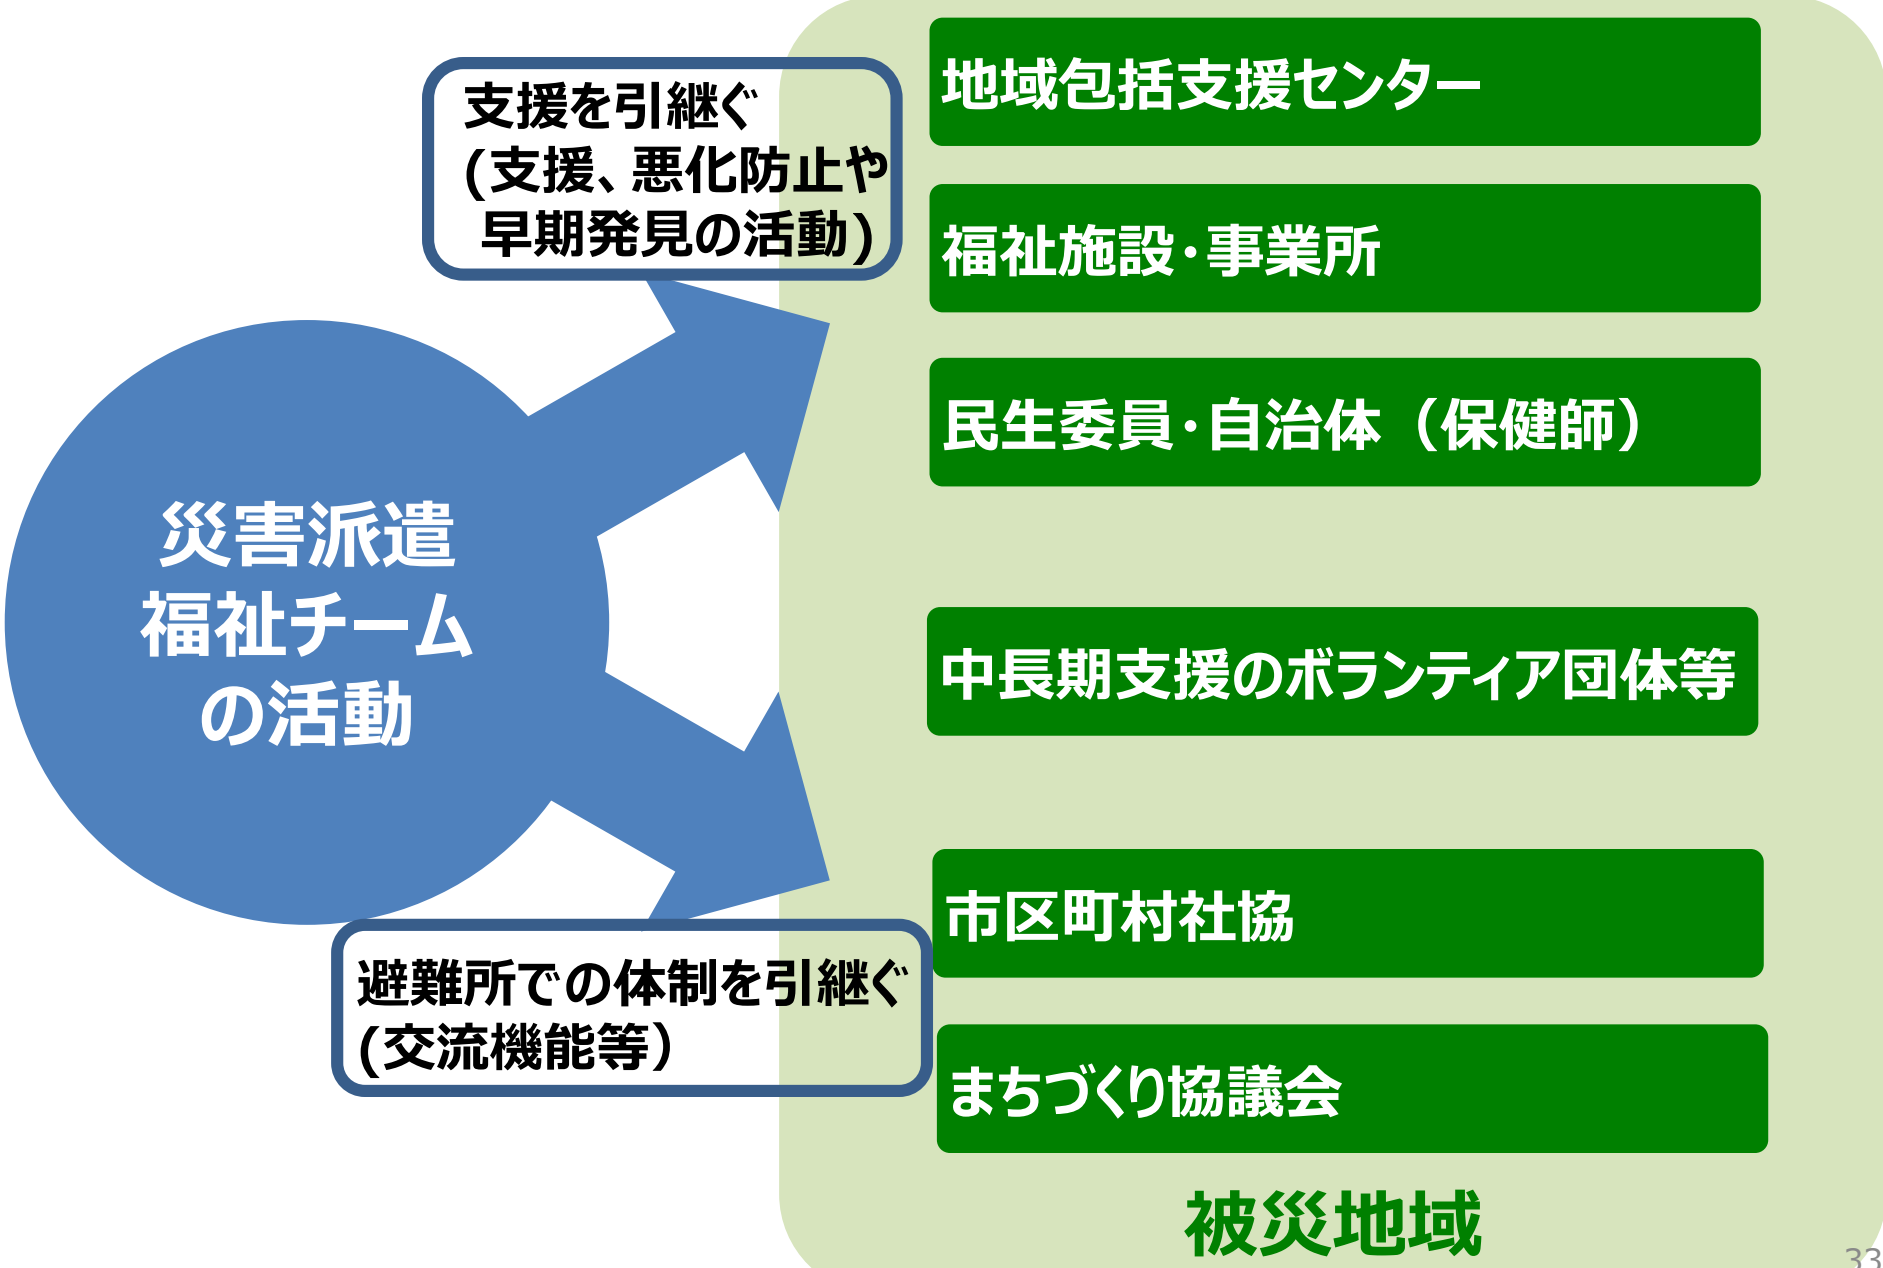 支援を引継ぐ
(支援、悪化防止や
早期発見の活動)
災害派遣
福祉チーム
の活動
避難所での体制を引継ぐ
(交流機能等）
地域包括支援センター
福祉施設・事業所
民生委員・自治体（保健師）
中長期支援のボランティア団体等
市区町村社協
まちづくり協議会
被災地域
33